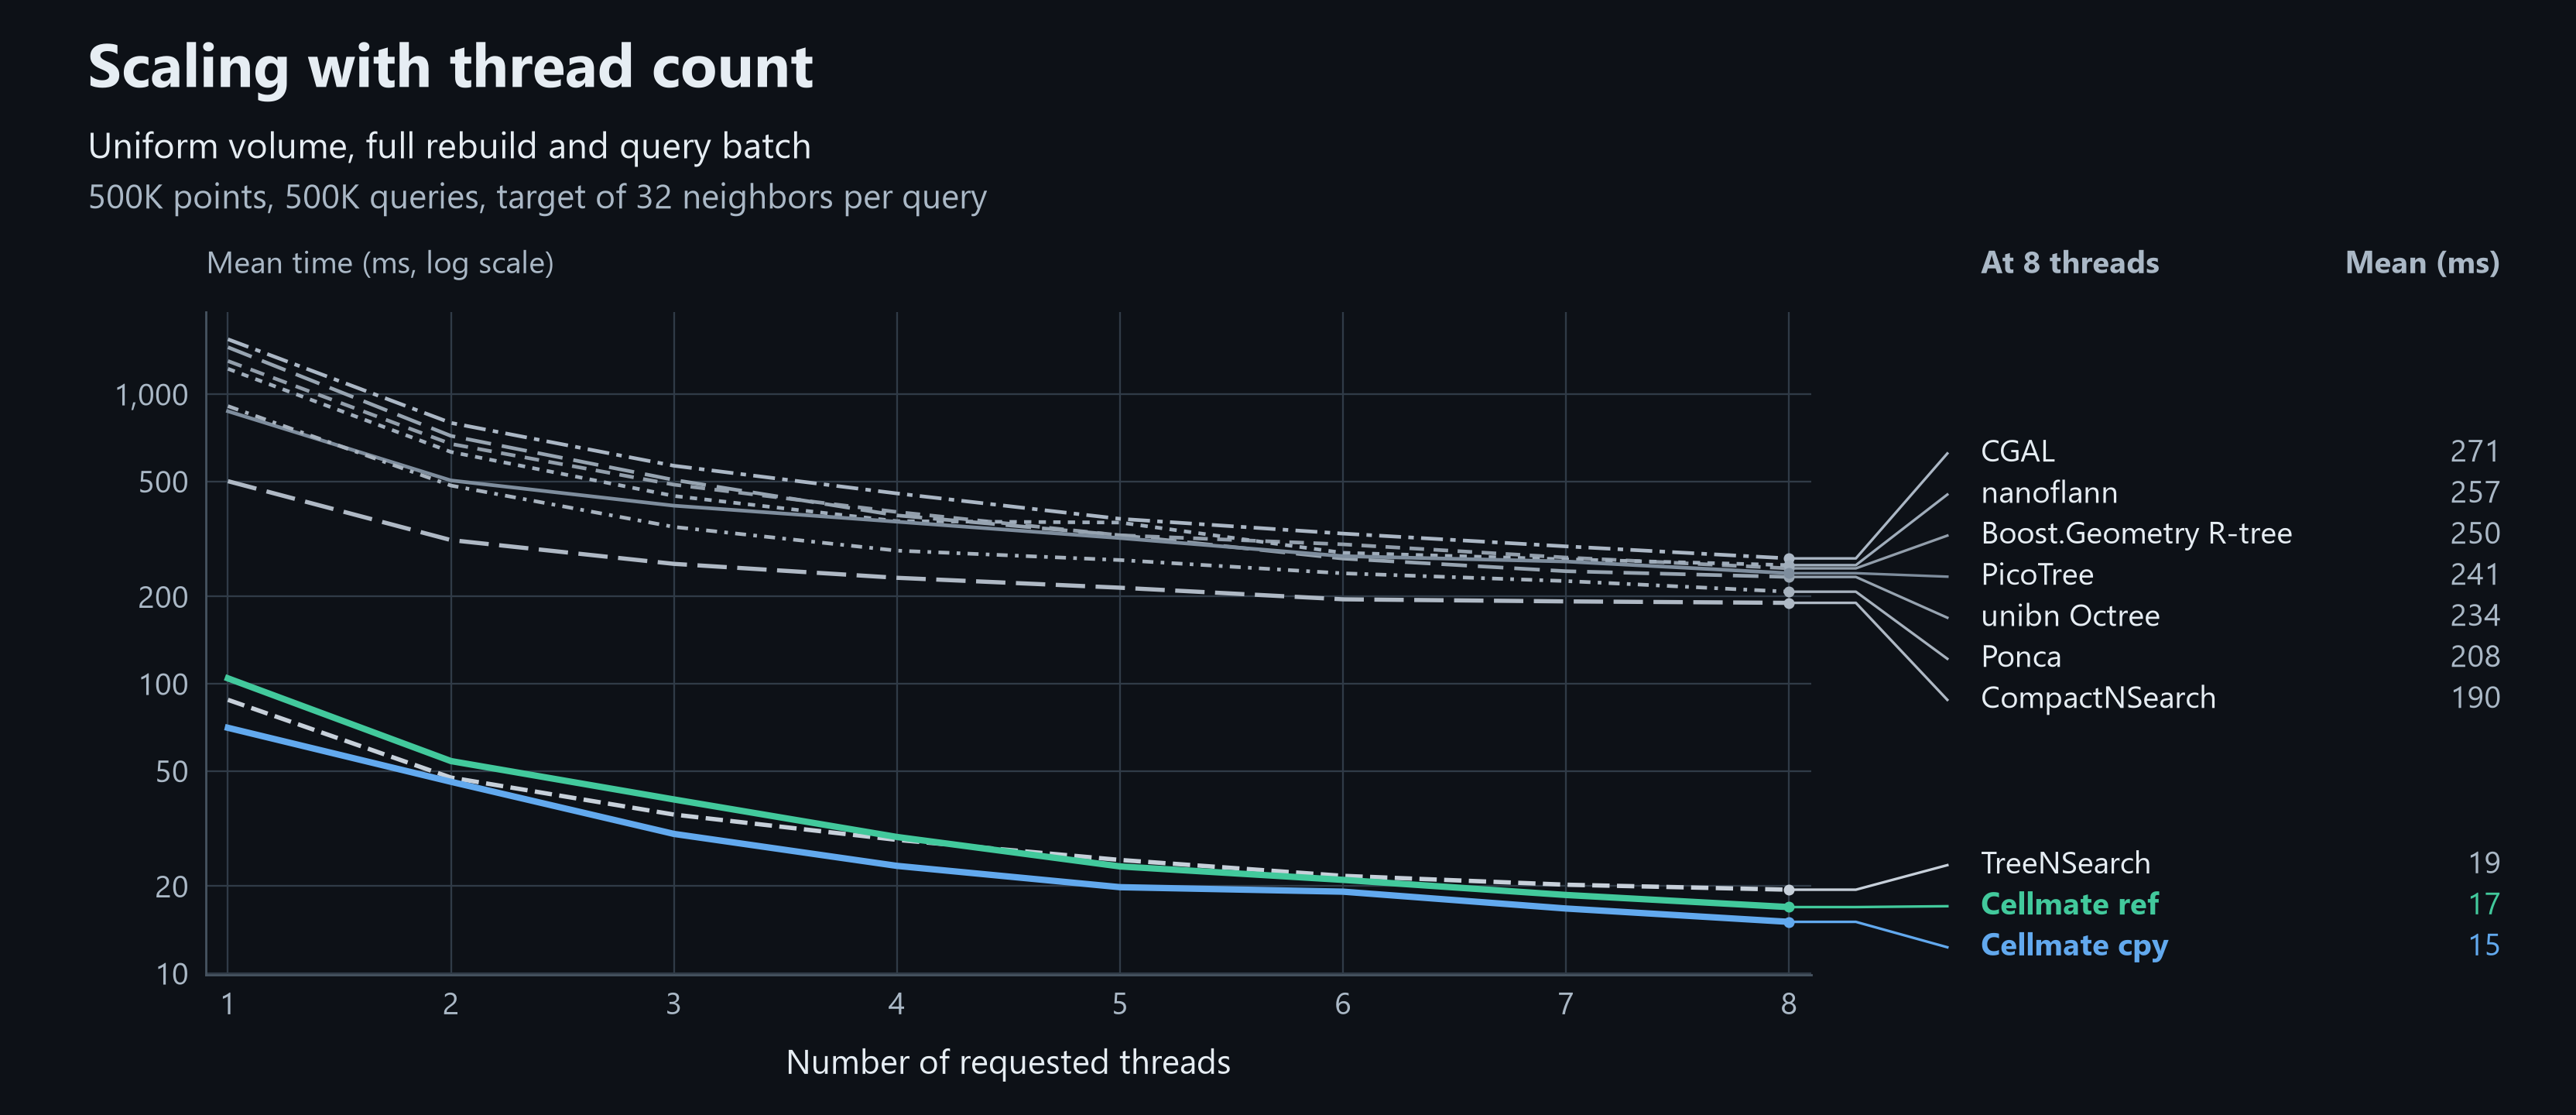 Scaling with thread count
Uniform volume, full rebuild and query batch
500K points, 500K queries, target of 32 neighbors per query
Mean time (ms, log scale)
At 8 threads Mean (ms)
1,000
500
200
100
50
20
10
CGAL 271
nanoflann 257
Boost.Geometry R-tree 250
PicoTree 241
unibn Octree 234
Ponca 208
CompactNSearch 190
TreeNSearch 19
Cellmate ref 17
Cellmate cpy 15
1 2 3 4 5 6 7 8
Number of requested threads